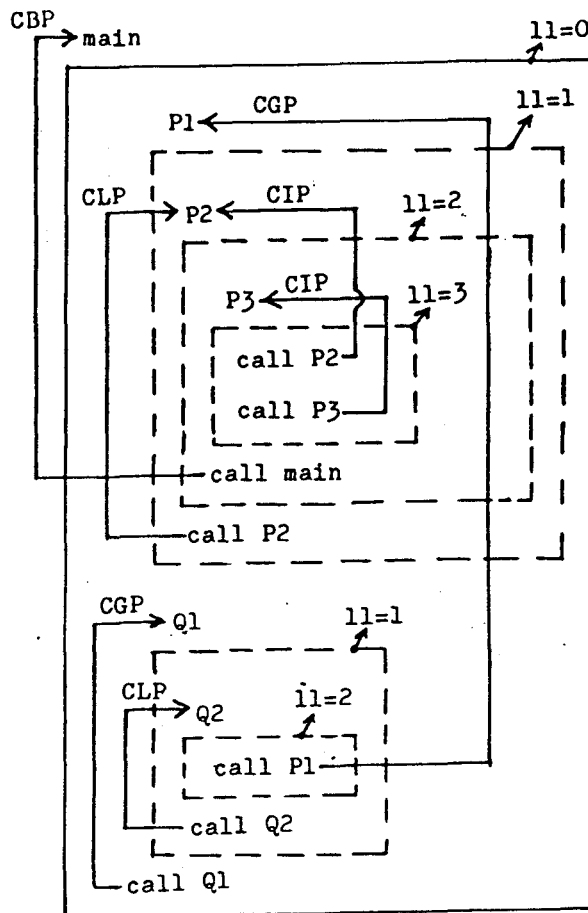 CBP
main
ll=0
P1
CGP
ll=1
CLP
P2
CIP
ll=2
P3
CIP
ll=3
call P2
call P3
call main
call P2
CGP
Q1
ll=1
CLP
Q2
il=2
call P1
call Q2
call Q1